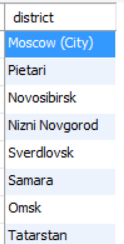 district
Moscow (City)
Pietari
Novosibirsk
Nizni Novgorod
Sverdlovsk
Samara
Omsk
Tatarstan